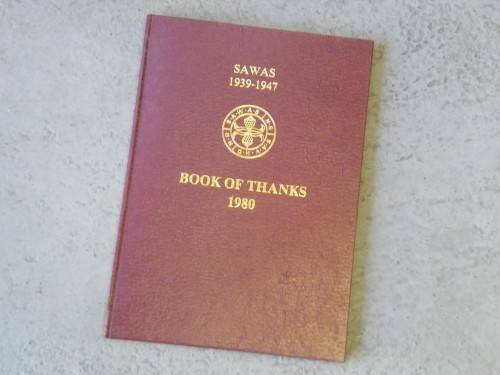 SAWAS
1939-1947
S·A·W·A·S
BOOK OF THANKS
1980